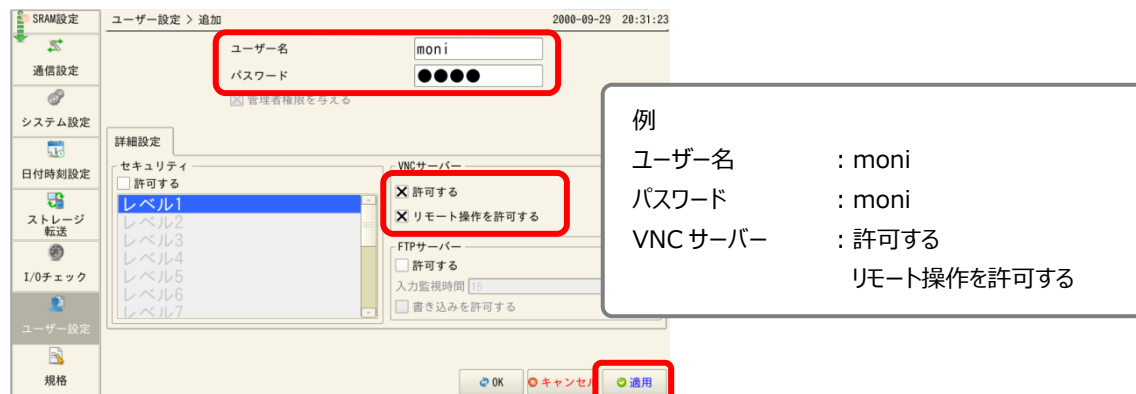 SRAM設定
通信設定
システム設定
日付時刻設定
ストレージ
転送
I/Oチェック
ユーザー設定
規格
ユーザー設定 > 追加
2000-09-29 20:31:23
ユーザー名
moni
パスワード
●●●●
管理者権限を与える
詳細設定
セキュリティ
許可する
レベル1
レベル2
レベル3
レベル4
レベル5
レベル6
レベル7
VNCサーバー
許可する
リモート操作を許可する
FTPサーバー
許可する
入力監視時間 15
書き込みを許可する
OK
キャンセル
適用
例
ユーザー名 : moni
パスワード : moni
VNC サーバー : 許可する
リモート操作を許可する